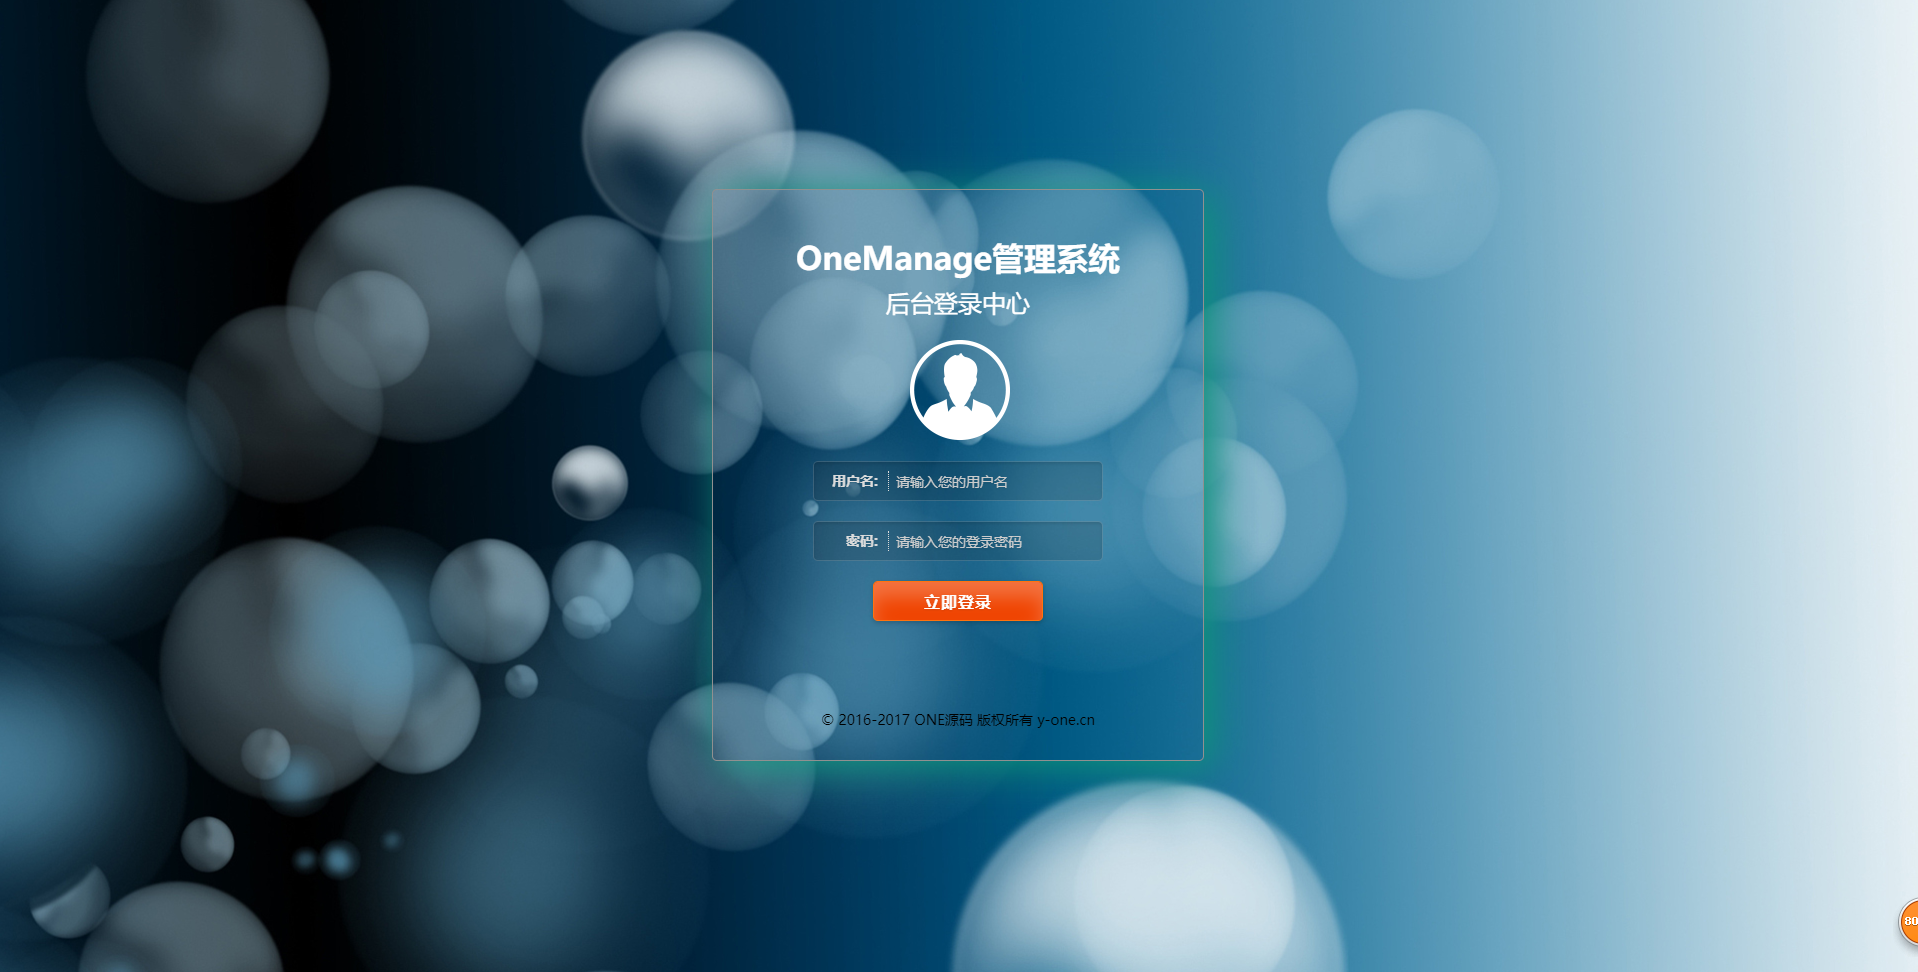 OneManage管理系统
后台登录中心
用户名: 请输入您的用户名
密码: 请输入您的登录密码
立即登录
© 2016-2017 ONE源码 版权所有 y-one.cn
80